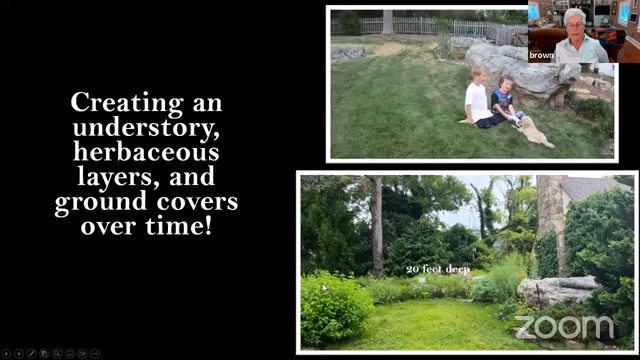 brown
Creating an
understory,
herbaceous
layers, and
ground covers
over time!
20 feet deep
zoom